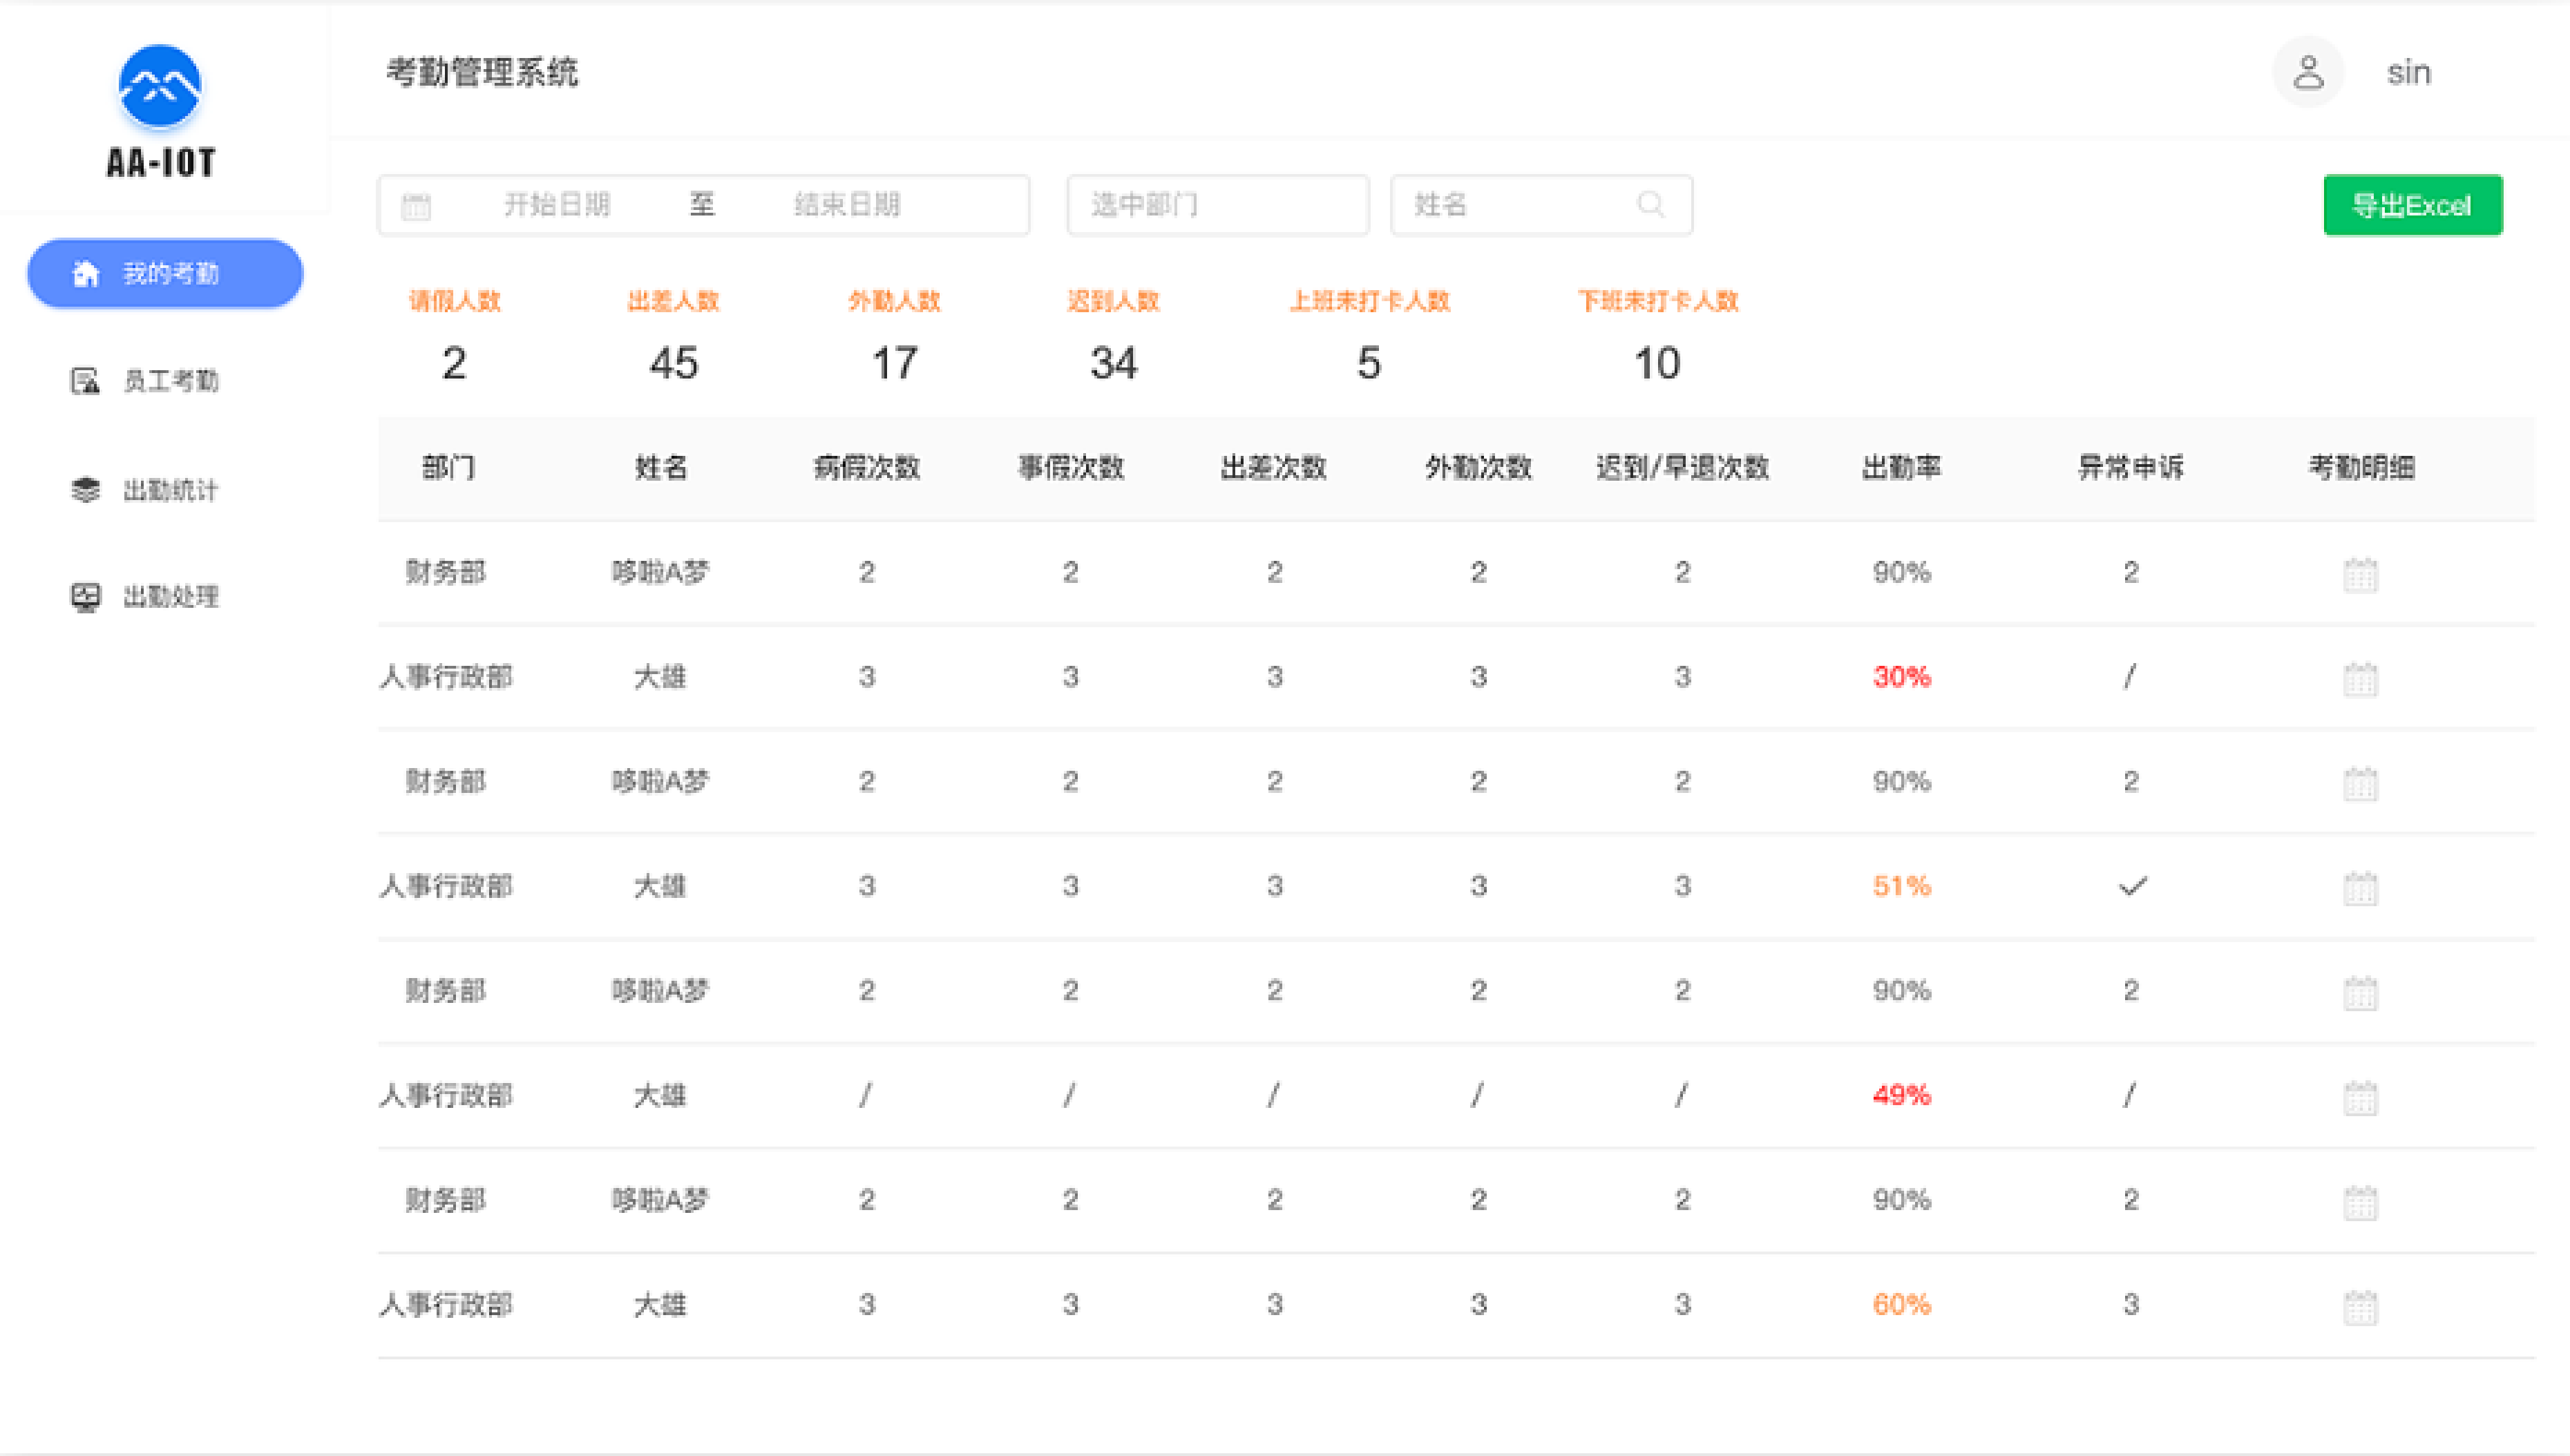 AA-IOT
考勤管理系统
sin
我的考勤
员工考勤
出勤统计
出勤处理
开始日期 至 结束日期 选中部门 姓名 导出Excel
请假人数 出差人数 外勤人数 迟到人数 上班未打卡人数 下班未打卡人数
2 45 17 34 5 10
部门 姓名 病假次数 事假次数 出差次数 外勤次数 迟到/早退次数 出勤率 异常申诉 考勤明细
财务部 哆啦A梦 2 2 2 2 2 90% 2
人事行政部 大雄 3 3 3 3 3 30% /
财务部 哆啦A梦 2 2 2 2 2 90% 2
人事行政部 大雄 3 3 3 3 3 51% ✓
财务部 哆啦A梦 2 2 2 2 2 90% 2
人事行政部 大雄 / / / / / 49% /
财务部 哆啦A梦 2 2 2 2 2 90% 2
人事行政部 大雄 3 3 3 3 3 60% 3